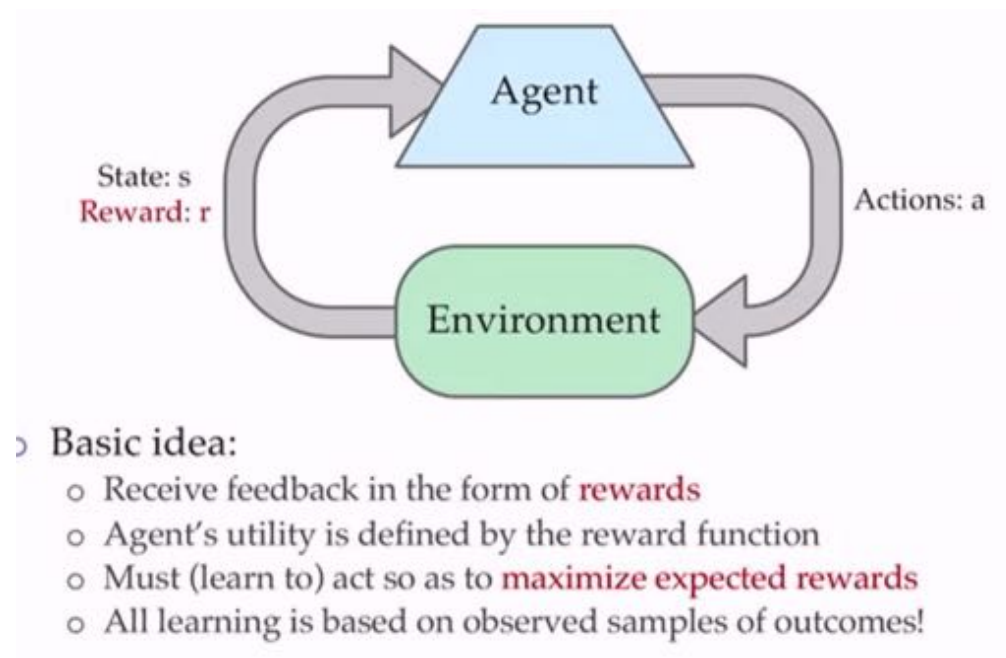 Agent
State: s
Reward: r
Actions: a
Environment
Basic idea:
Receive feedback in the form of rewards
Agent's utility is defined by the reward function
Must (learn to) act so as to maximize expected rewards
All learning is based on observed samples of outcomes!